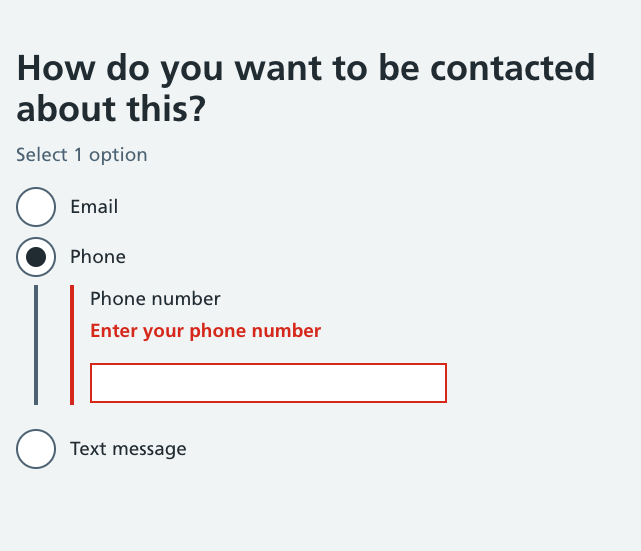 How do you want to be contacted
about this?
Select 1 option
Email
Phone
Phone number
Enter your phone number
Text message